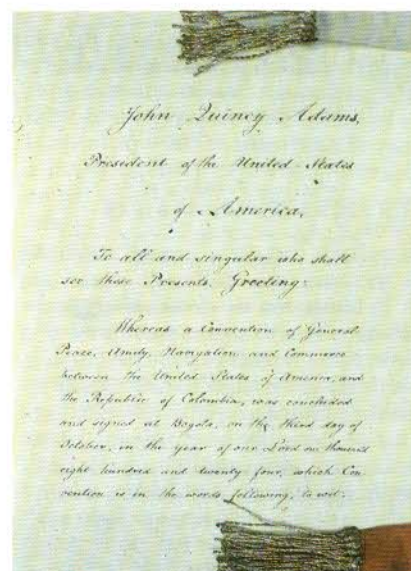 John Quincy Adams,
President of the United States
of America,
To all and singular who shall
see these Presents, Greeting:
Whereas a Convention of General
Peace, Amity, Navigation and Commerce
between the United States of America, and
the Republic of Colombia, was concluded
and signed at Bogota, on the third day of
October, in the year of our Lord one thousand
eight hundred and twenty four, which Con
vention is in the words following, to wit: